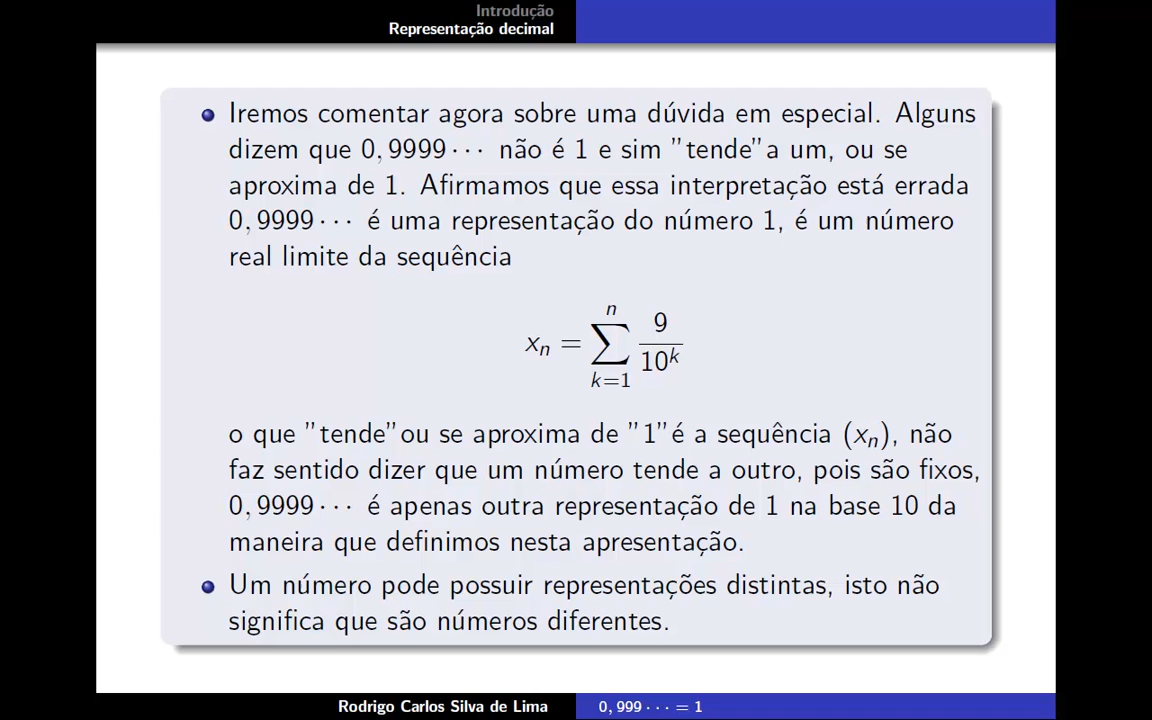 Introdução
Representação decimal
Iremos comentar agora sobre uma dúvida em especial. Alguns
dizem que 0, 9999 · · · não é 1 e sim ”tende”a um, ou se
aproxima de 1. Afirmamos que essa interpretação está errada
0, 9999 · · · é uma representação do número 1, é um número
real limite da sequência
xₙ = ∑ₖ₌₁ⁿ 9/10ᵏ
o que ”tende”ou se aproxima de ”1”é a sequência (xₙ), não
faz sentido dizer que um número tende a outro, pois são fixos,
0, 9999 · · · é apenas outra representação de 1 na base 10 da
maneira que definimos nesta apresentação.
Um número pode possuir representações distintas, isto não
significa que são números diferentes.
Rodrigo Carlos Silva de Lima
0, 999 · · · = 1